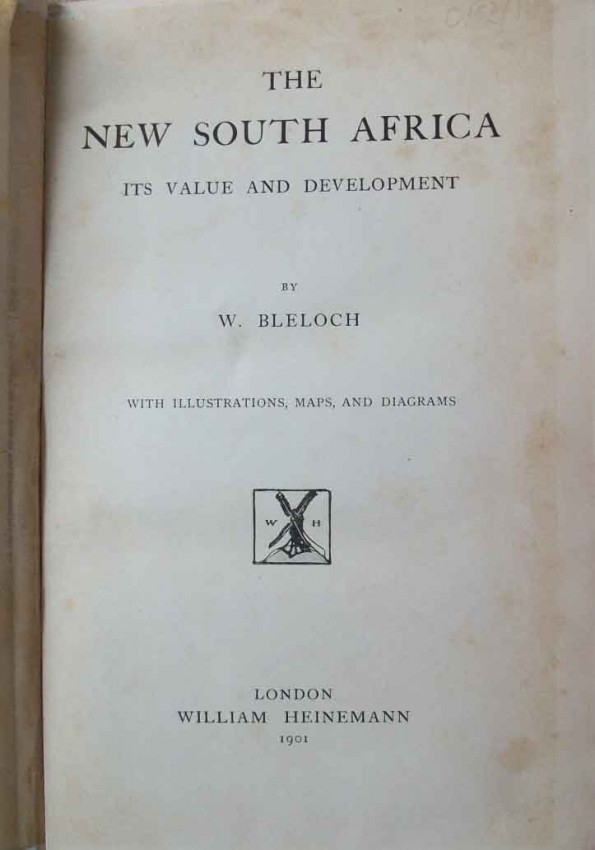 THE
NEW SOUTH AFRICA
ITS VALUE AND DEVELOPMENT
BY
W. BLELOCH
WITH ILLUSTRATIONS, MAPS, AND DIAGRAMS
W H
LONDON
WILLIAM HEINEMANN
1901